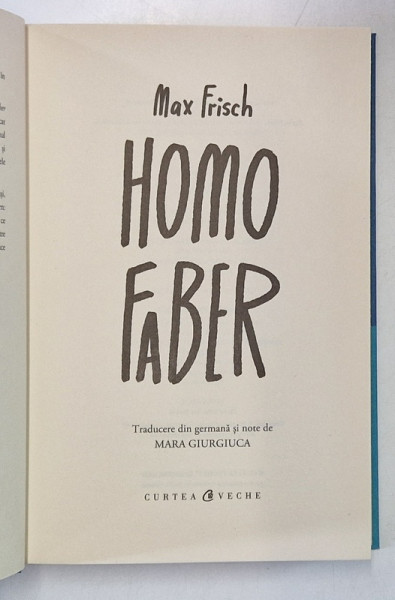 Max Frisch
HOMO
FABER
Traducere din germană și note de
MARA GIURGIUCA
CURTEA VECHE